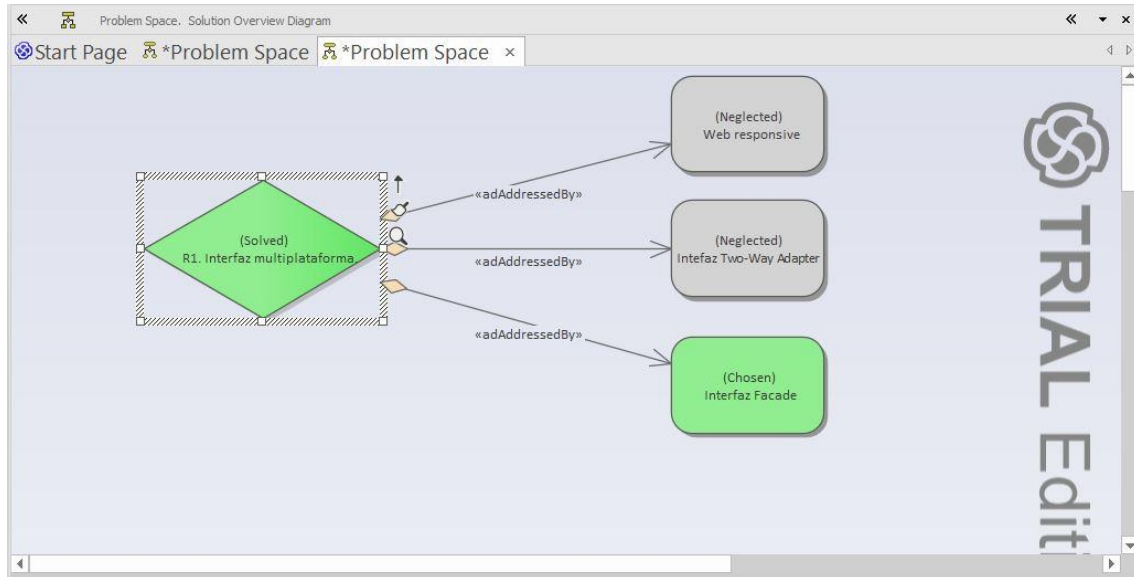 Problem Space. Solution Overview Diagram
Start Page *Problem Space *Problem Space
(Neglected)
Web responsive
«adAddressedBy»
(Solved)
R1. Interfaz multiplataforma
(Neglected)
Intefaz Two-Way Adapter
«adAddressedBy»
«adAddressedBy»
(Chosen)
Interfaz Facade
TRIAL Editi